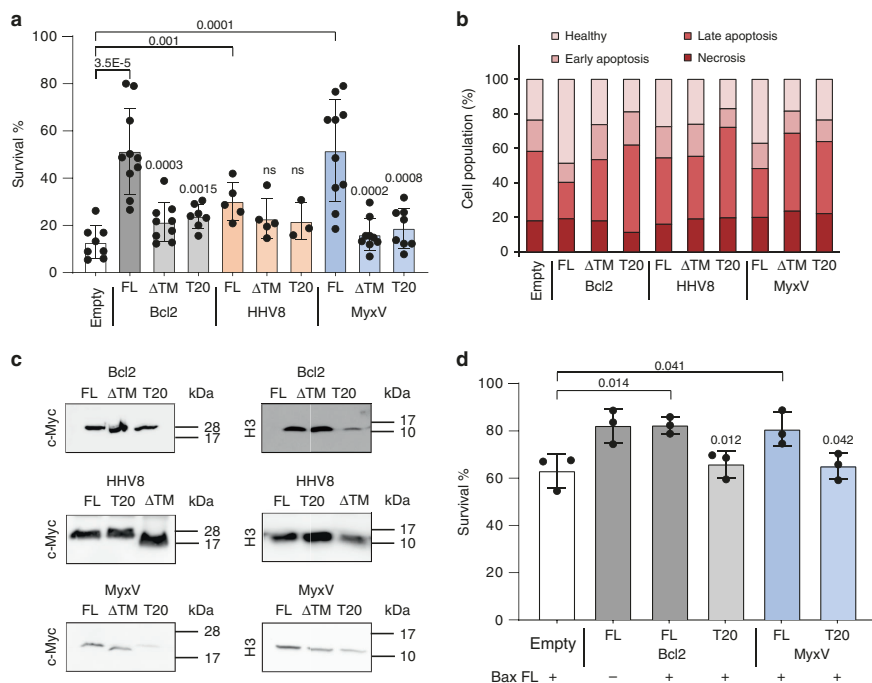 a
0.0001
0.001
3.5E-5
0.0003
0.0015
ns
ns
0.0002
0.0008
Survival %
100
80
60
40
20
0
Empty
FL ΔTM T20 FL ΔTM T20 FL ΔTM T20
Bcl2 HHV8 MyxV
b
Healthy Late apoptosis
Early apoptosis Necrosis
Cell population (%)
100
80
60
40
20
0
Empty
FL ΔTM T20 FL ΔTM T20 FL ΔTM T20
Bcl2 HHV8 MyxV
c
Bcl2
FL ΔTM T20 kDa
c-Myc
28
17
Bcl2
FL ΔTM T20 kDa
H3
17
10
HHV8
FL T20 ΔTM kDa
c-Myc
28
17
HHV8
FL T20 ΔTM kDa
H3
17
10
MyxV
FL ΔTM T20 kDa
c-Myc
28
17
MyxV
FL ΔTM T20 kDa
H3
17
10
d
0.041
0.014
0.012
0.042
Survival %
100
80
60
40
20
0
Empty FL FL T20 FL T20
Bcl2 MyxV
Bax FL + − + + + +